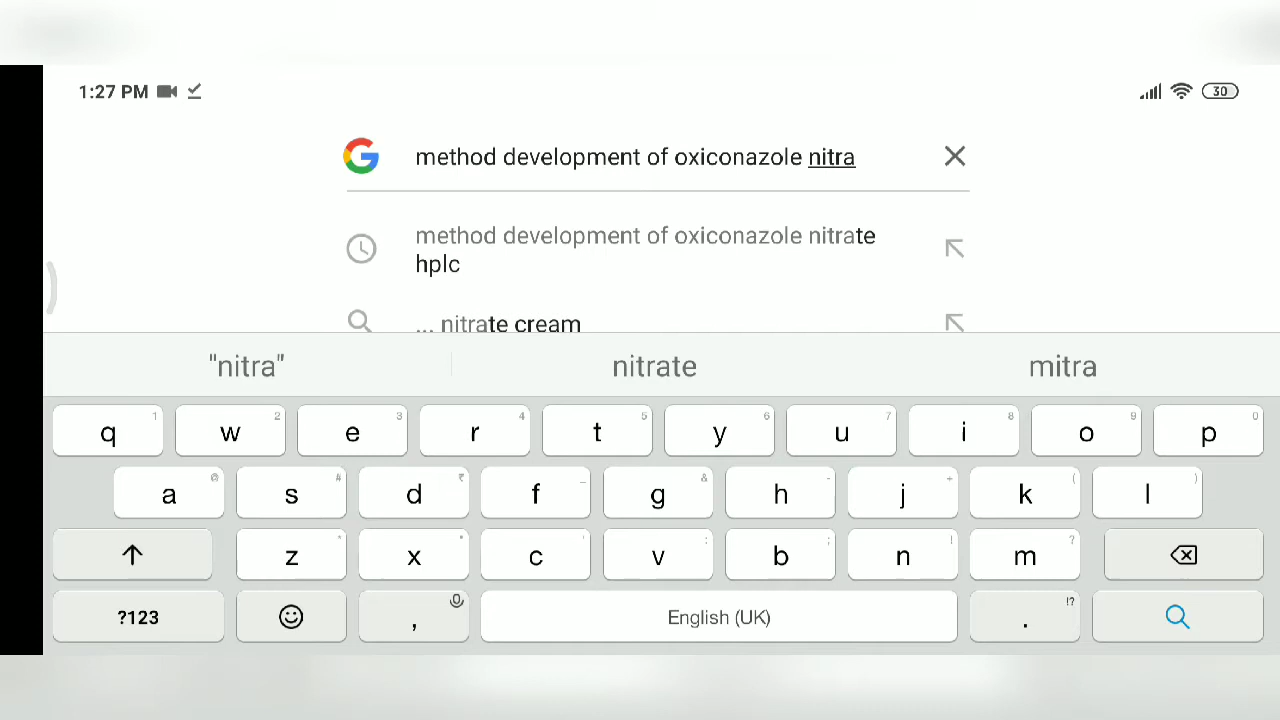 1:27 PM 30
method development of oxiconazole nitra
method development of oxiconazole nitrate
hplc
... nitrate cream
"nitra" nitrate mitra
q 1 w 2 e 3 r 4 t 5 y 6 u 7 i 8 o 9 p 0
a @ s # d ₹ f _ g & h - j + k ( l )
z * x " c ' v : b ; n ! m ?
?123 , English (UK) . !?